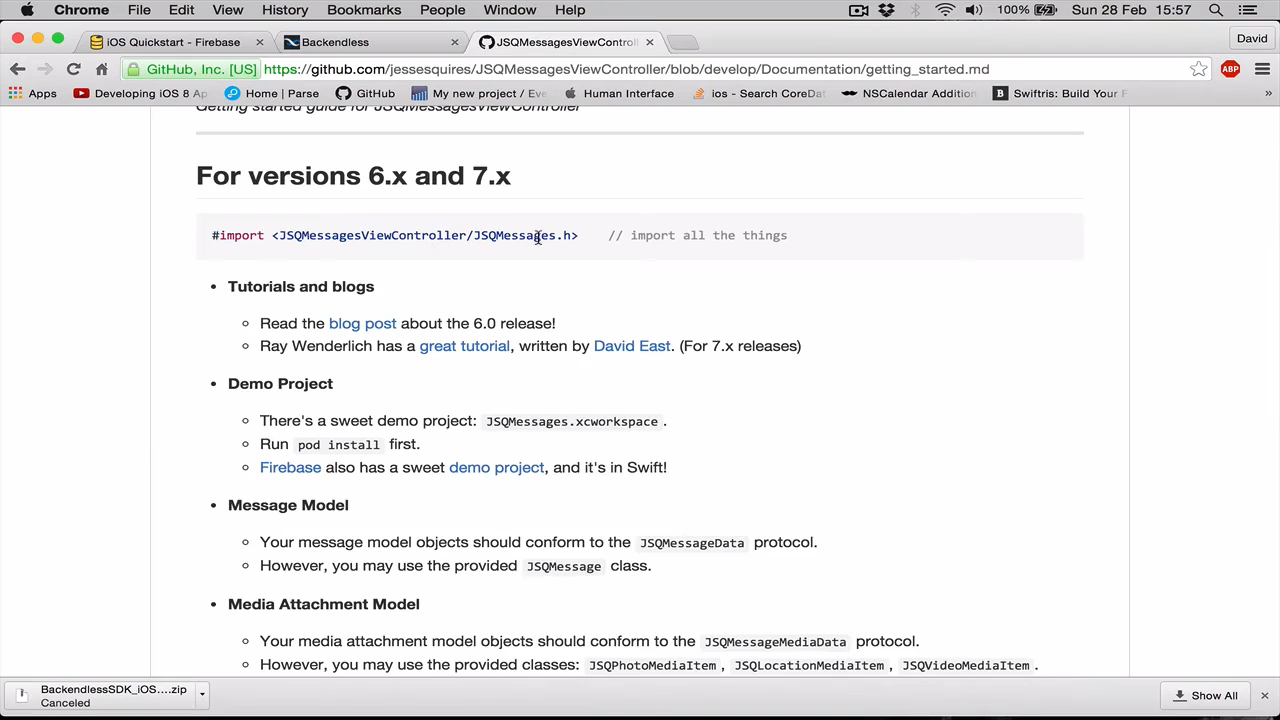 Chrome File Edit View History Bookmarks People Window Help 100% Sun 28 Feb 15:57
iOS Quickstart - Firebase Backendless JSQMessagesViewControl David
GitHub, Inc. [US] https://github.com/jessesquires/JSQMessagesViewController/blob/develop/Documentation/getting_started.md ABP
Apps Developing iOS 8 Ap Home | Parse GitHub My new project / Eve Human Interface ios - Search CoreDat NSCalendar Addition B Swiftris: Build Your F »
Getting started guide for JSQMessagesViewController
For versions 6.x and 7.x
#import <JSQMessagesViewController/JSQMessages.h> // import all the things
• Tutorials and blogs
Read the blog post about the 6.0 release!
Ray Wenderlich has a great tutorial, written by David East. (For 7.x releases)
• Demo Project
There's a sweet demo project: JSQMessages.xcworkspace.
Run pod install first.
Firebase also has a sweet demo project, and it's in Swift!
• Message Model
Your message model objects should conform to the JSQMessageData protocol.
However, you may use the provided JSQMessage class.
• Media Attachment Model
Your media attachment model objects should conform to the JSQMessageMediaData protocol.
However, you may use the provided classes: JSQPhotoMediaItem, JSQLocationMediaItem, JSQVideoMediaItem.
BackendlessSDK_iOS....zip
Canceled
Show All